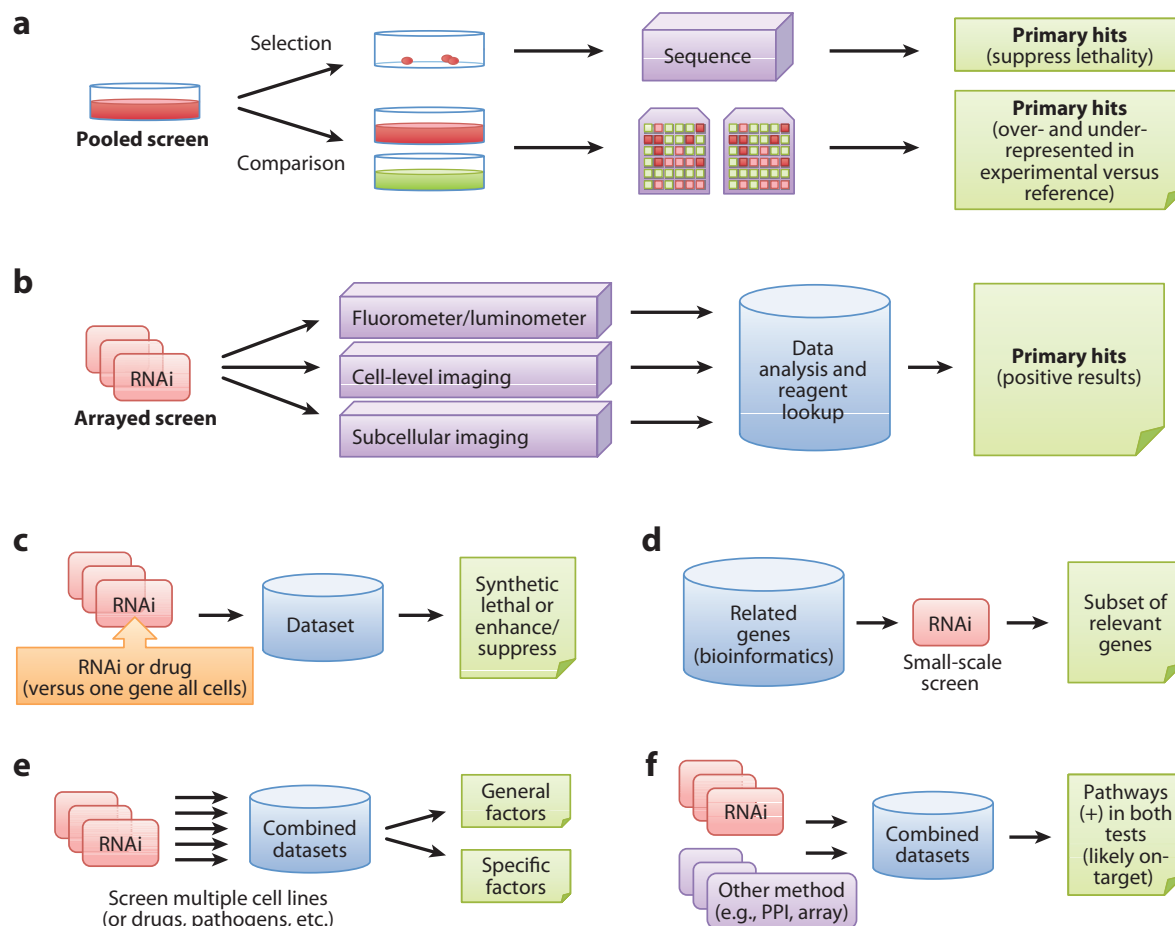 a
Selection
Pooled screen
Comparison
Sequence
Primary hits
(suppress lethality)
Primary hits
(over- and under-
represented in
experimental versus
reference)
b
RNAi
Arrayed screen
Fluorometer/luminometer
Cell-level imaging
Subcellular imaging
Data
analysis and
reagent
lookup
Primary hits
(positive results)
c
RNAi
RNAi or drug
(versus one gene all cells)
Dataset
Synthetic
lethal or
enhance/
suppress
d
Related
genes
(bioinformatics)
RNAi
Small-scale
screen
Subset of
relevant
genes
e
RNAi
Screen multiple cell lines
(or drugs, pathogens, etc.)
Combined
datasets
General
factors
Specific
factors
f
RNAi
Other method
(e.g., PPI, array)
Combined
datasets
Pathways
(+) in both
tests
(likely on-
target)